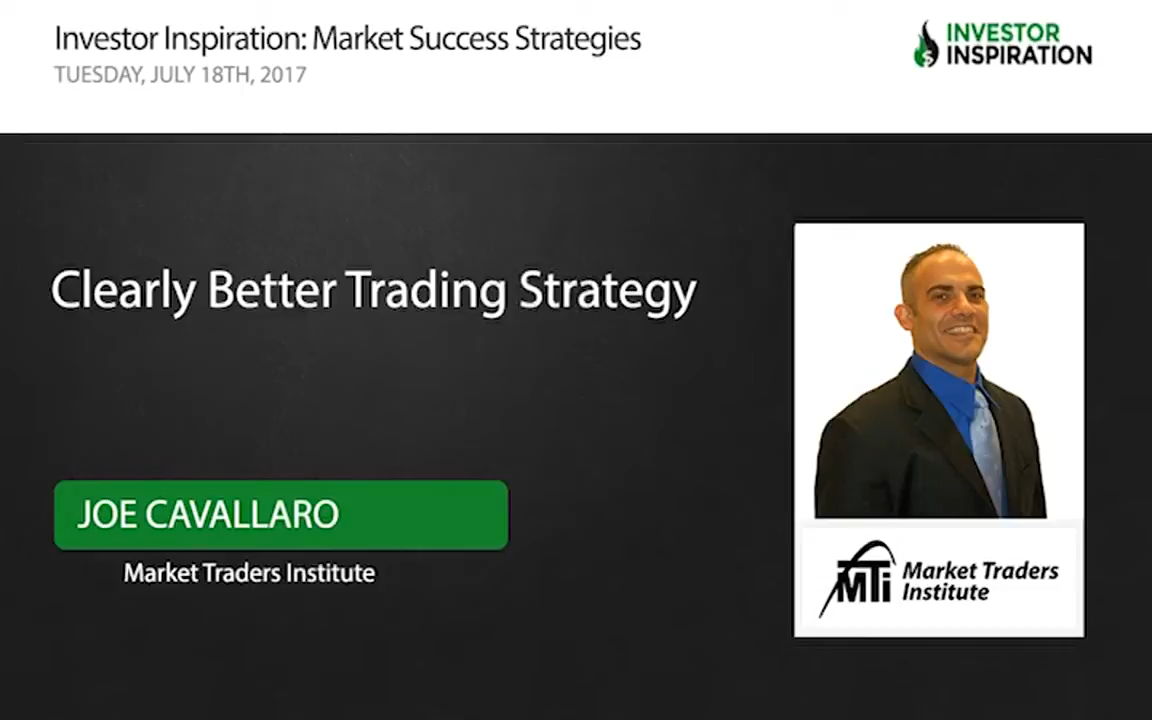 Investor Inspiration: Market Success Strategies
TUESDAY, JULY 18TH, 2017
INVESTOR
INSPIRATION
Clearly Better Trading Strategy
JOE CAVALLARO
Market Traders Institute
MTi
Market Traders
Institute